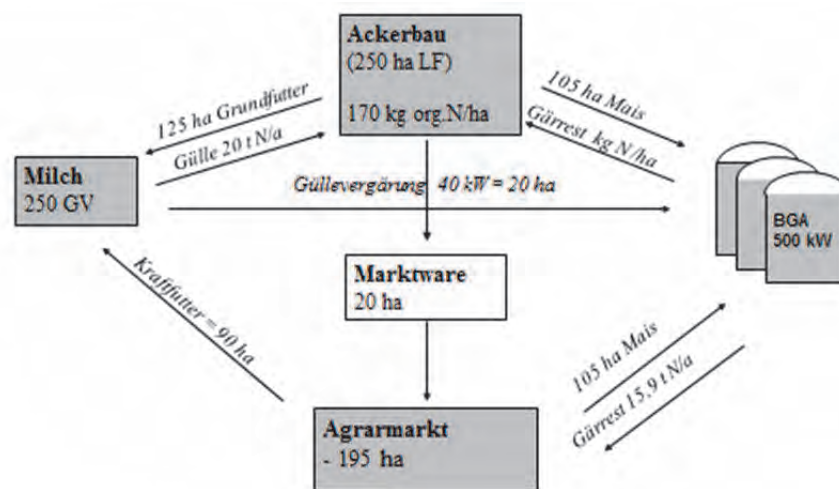 Ackerbau
(250 ha LF)
170 kg org.N/ha
125 ha Grundfutter
Gülle 20 t N/a
105 ha Mais
Gärrest kg N/ha
Milch
250 GV
Güllevergärung 40 kW = 20 ha
BGA
500 kW
Marktware
20 ha
Kraftfutter = 90 ha
105 ha Mais
Gärrest 15,9 t N/a
Agrarmarkt
- 195 ha